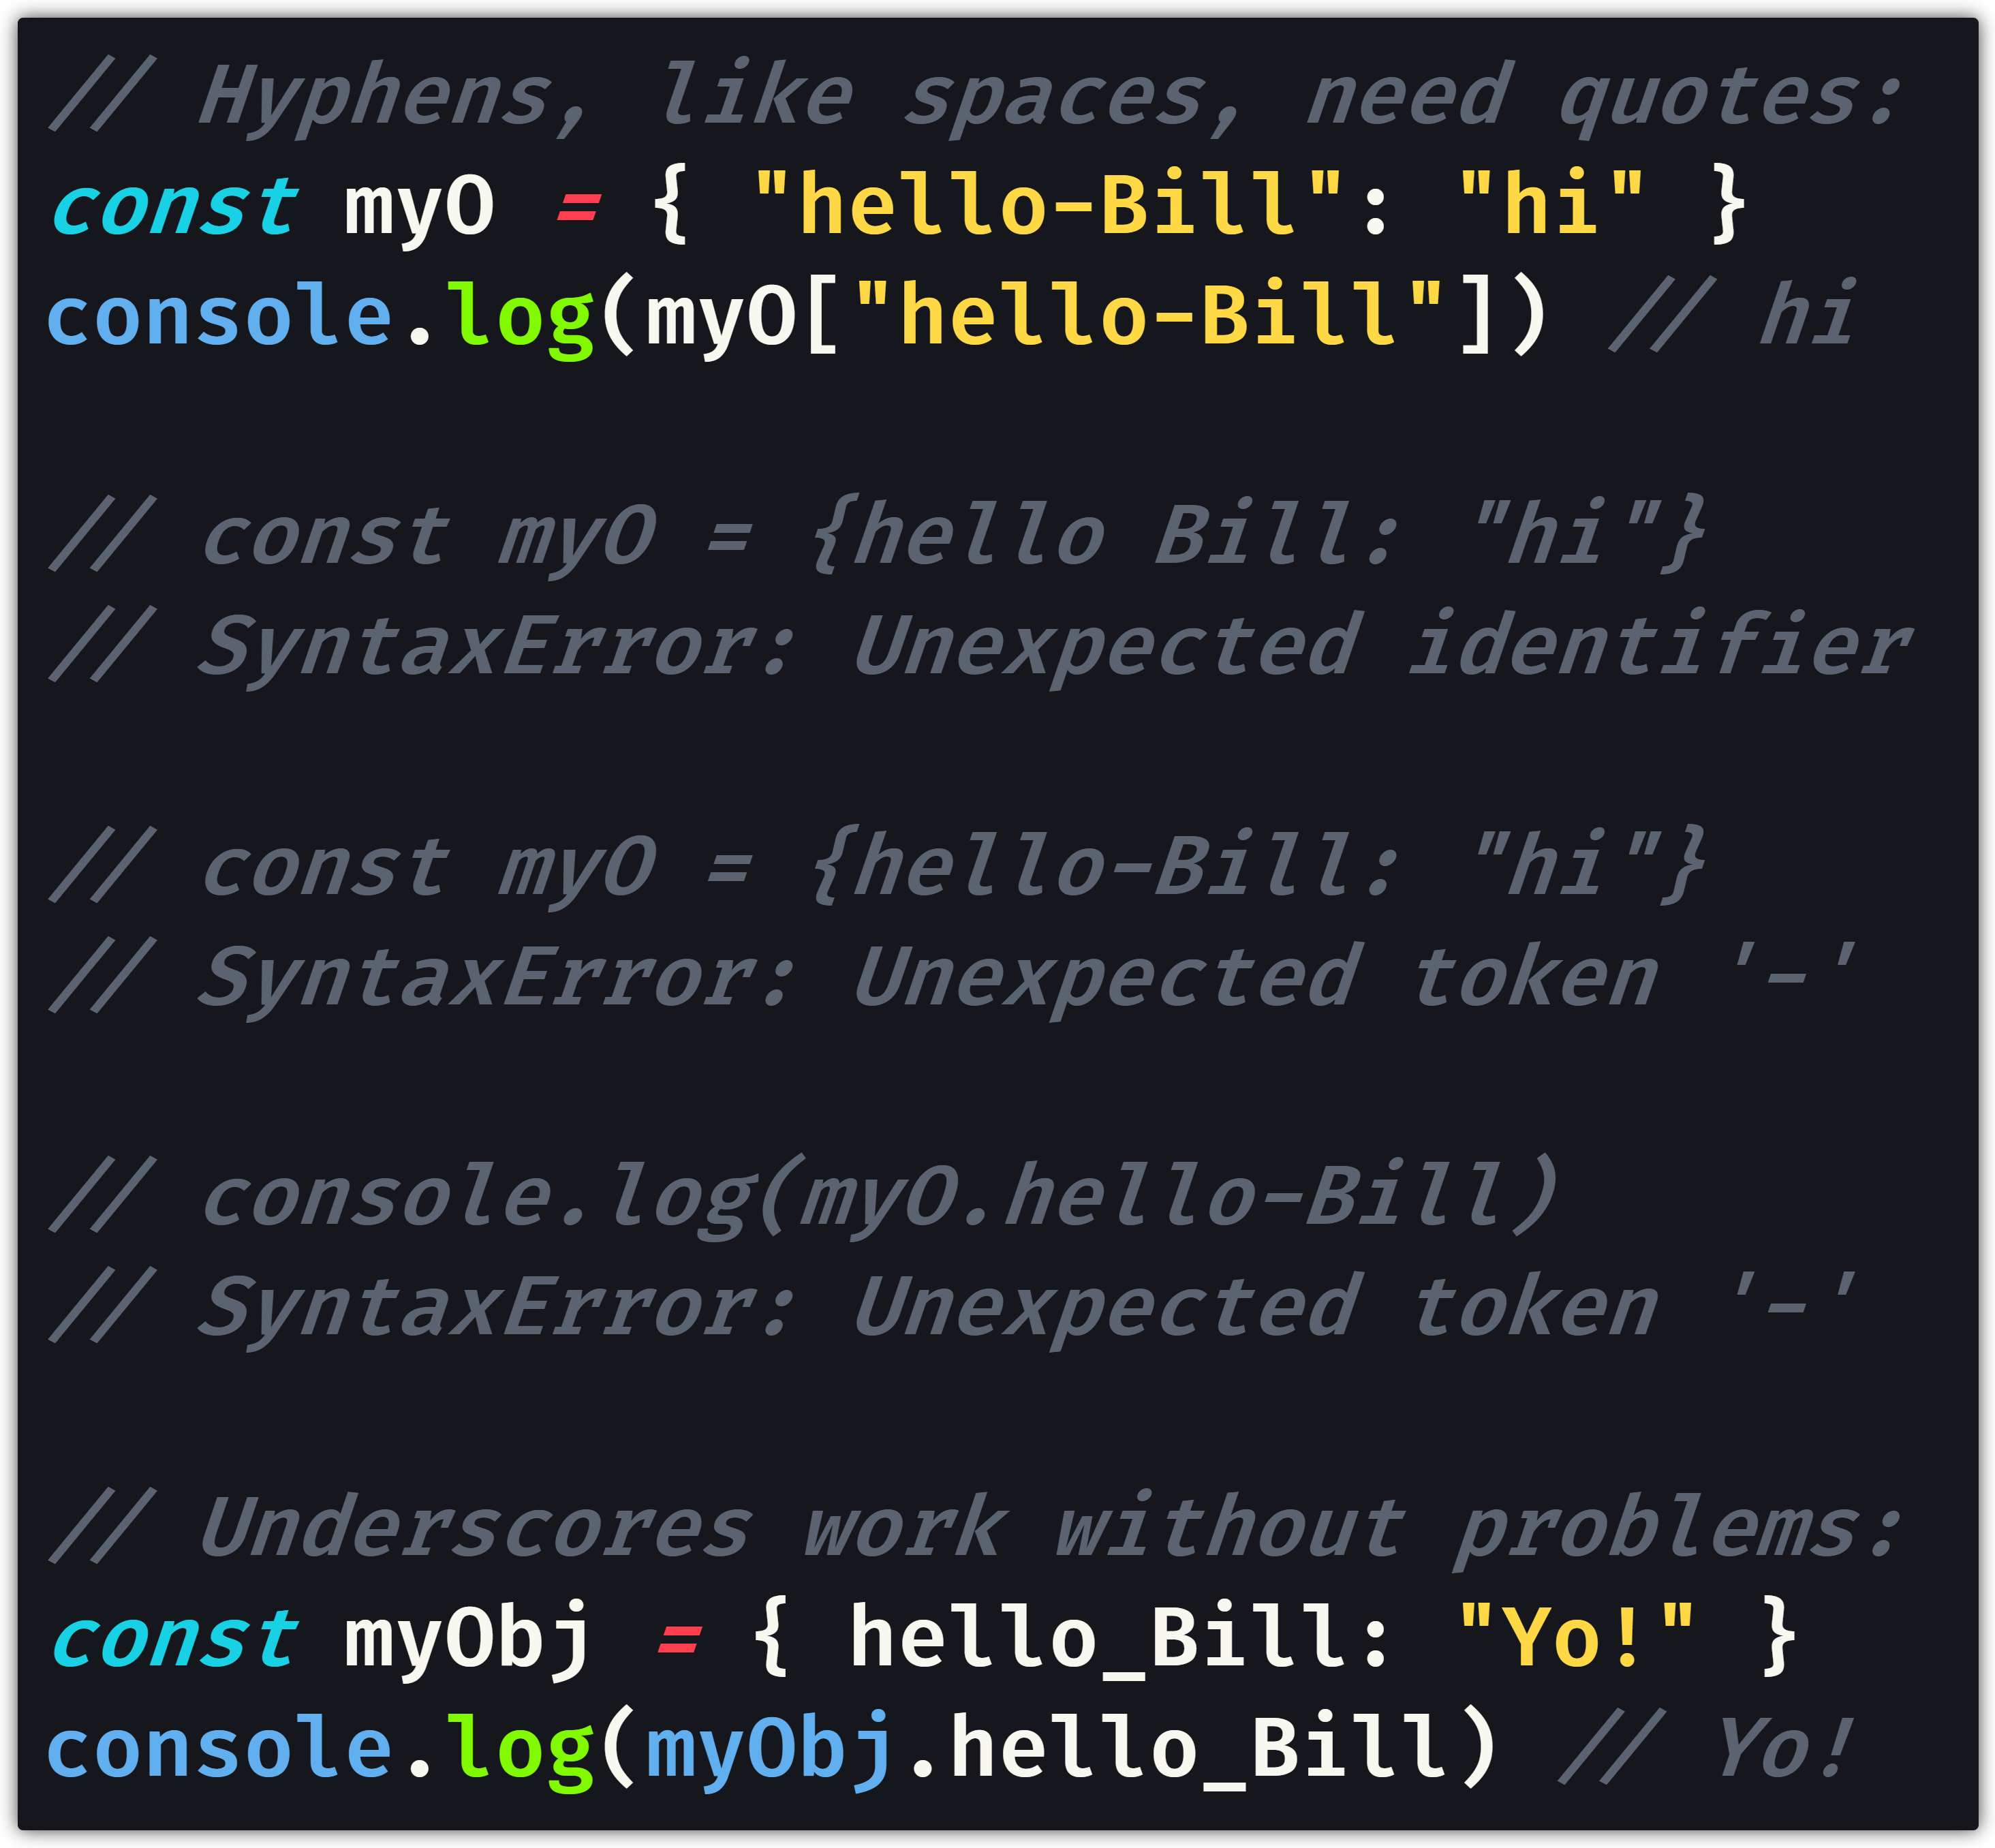 // Hyphens, like spaces, need quotes:
const myO = { "hello-Bill": "hi" }
console.log(myO["hello-Bill"]) // hi
// const myO = {hello Bill: "hi"}
// SyntaxError: Unexpected identifier
// const myO = {hello-Bill: "hi"}
// SyntaxError: Unexpected token '-'
// console.log(myO.hello-Bill)
// SyntaxError: Unexpected token '-'
// Underscores work without problems:
const myObj = { hello_Bill: "Yo!" }
console.log(myObj.hello_Bill) // Yo!